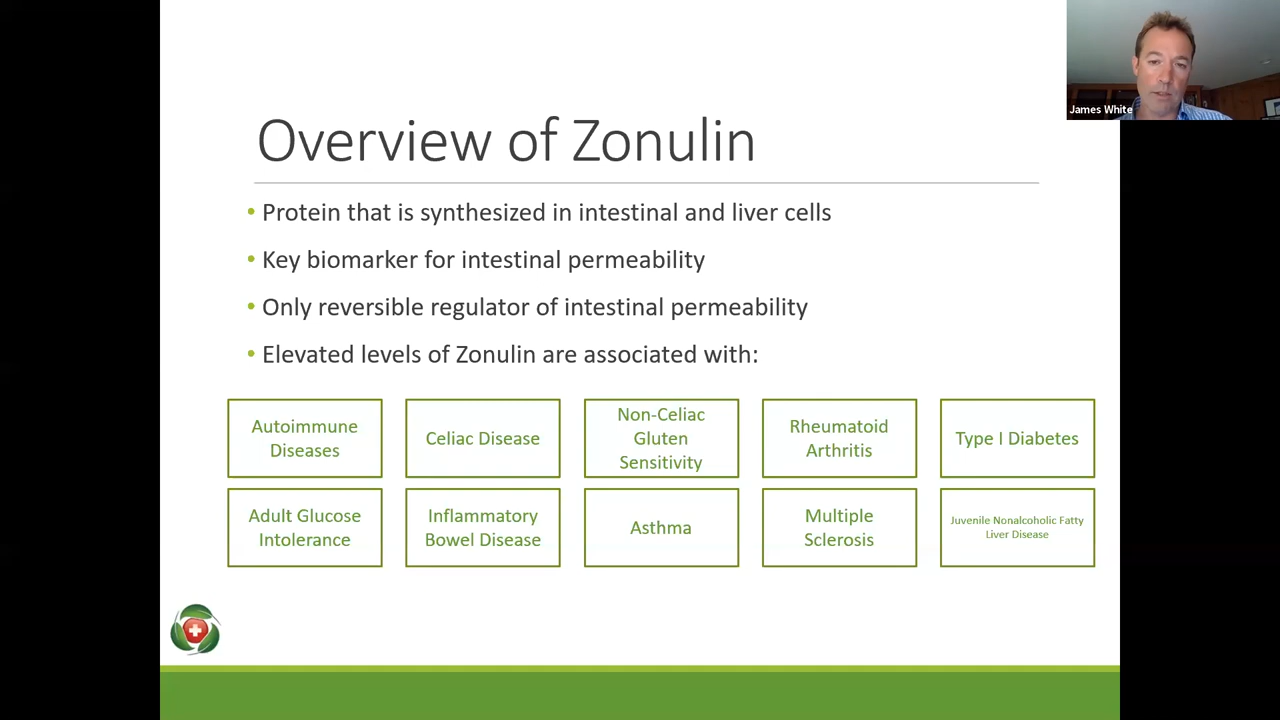 James White
Overview of Zonulin
• Protein that is synthesized in intestinal and liver cells
• Key biomarker for intestinal permeability
• Only reversible regulator of intestinal permeability
• Elevated levels of Zonulin are associated with:
Autoimmune
Diseases
Celiac Disease
Non-Celiac
Gluten
Sensitivity
Rheumatoid
Arthritis
Type I Diabetes
Adult Glucose
Intolerance
Inflammatory
Bowel Disease
Asthma
Multiple
Sclerosis
Juvenile Nonalcoholic Fatty
Liver Disease